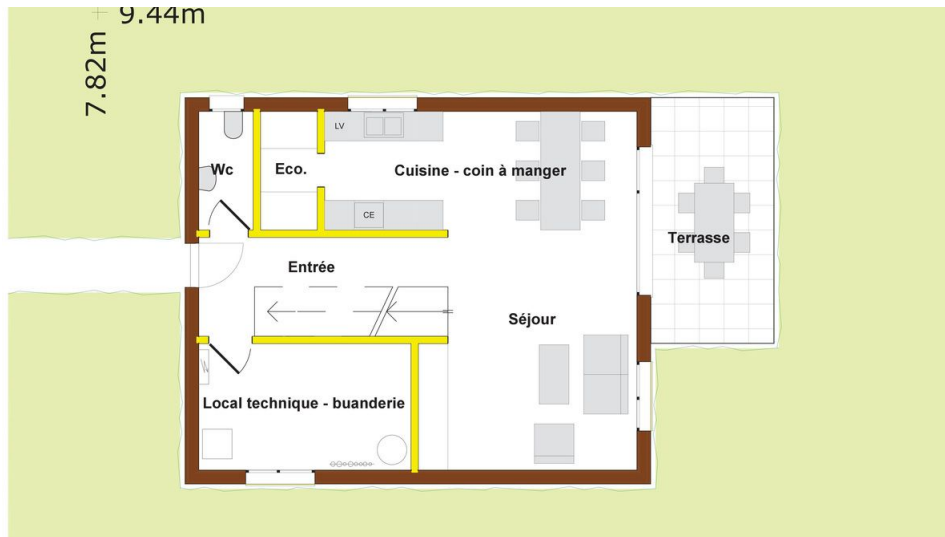 9.44m
7.82m
LV
Wc
Eco.
Cuisine - coin à manger
CE
Terrasse
Entrée
Séjour
Local technique - buanderie